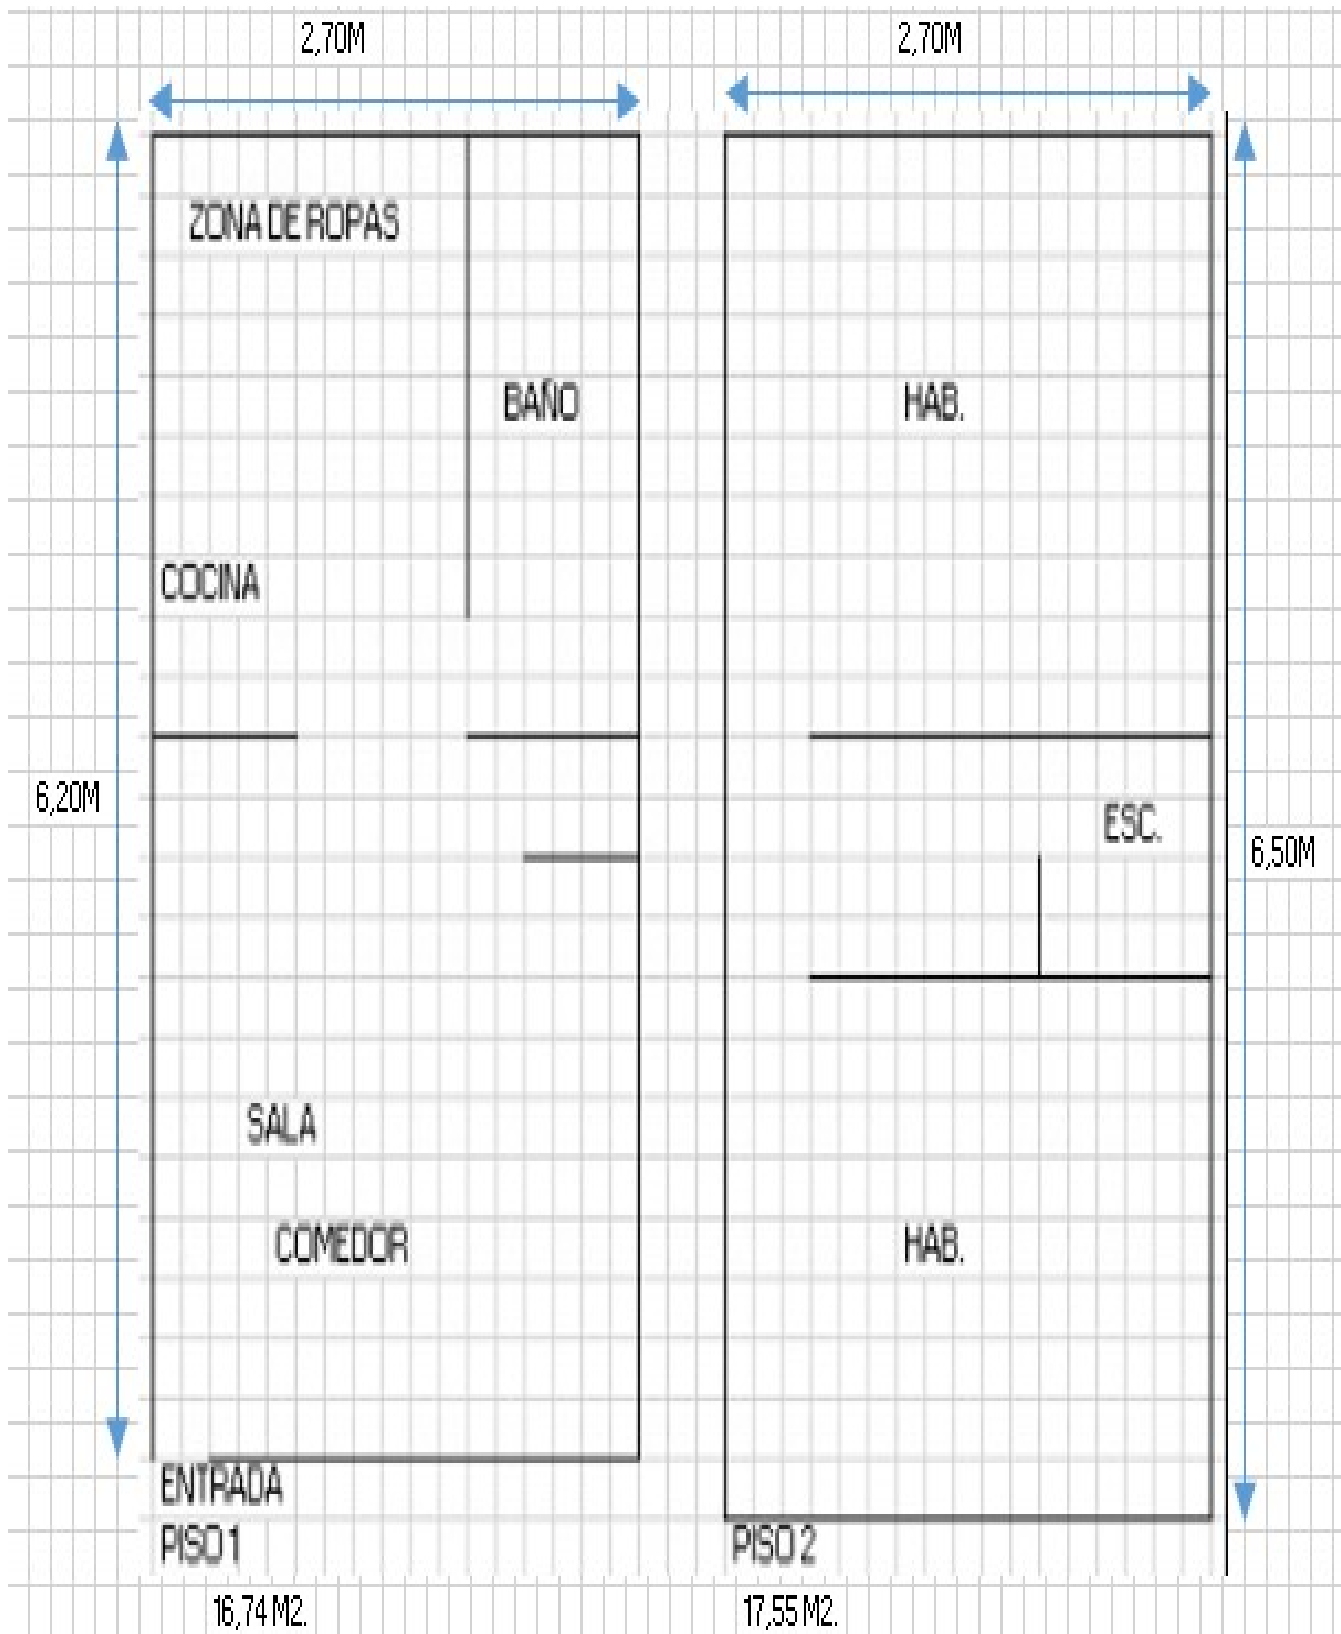 2,70M
2,70M
ZONA DE ROPAS
BAÑO
HAB.
COCINA
6,20M
ESC.
6,50M
SALA
COMEDOR
HAB.
ENTRADA
PISO 1
PISO 2
16,74 M2.
17,55 M2.